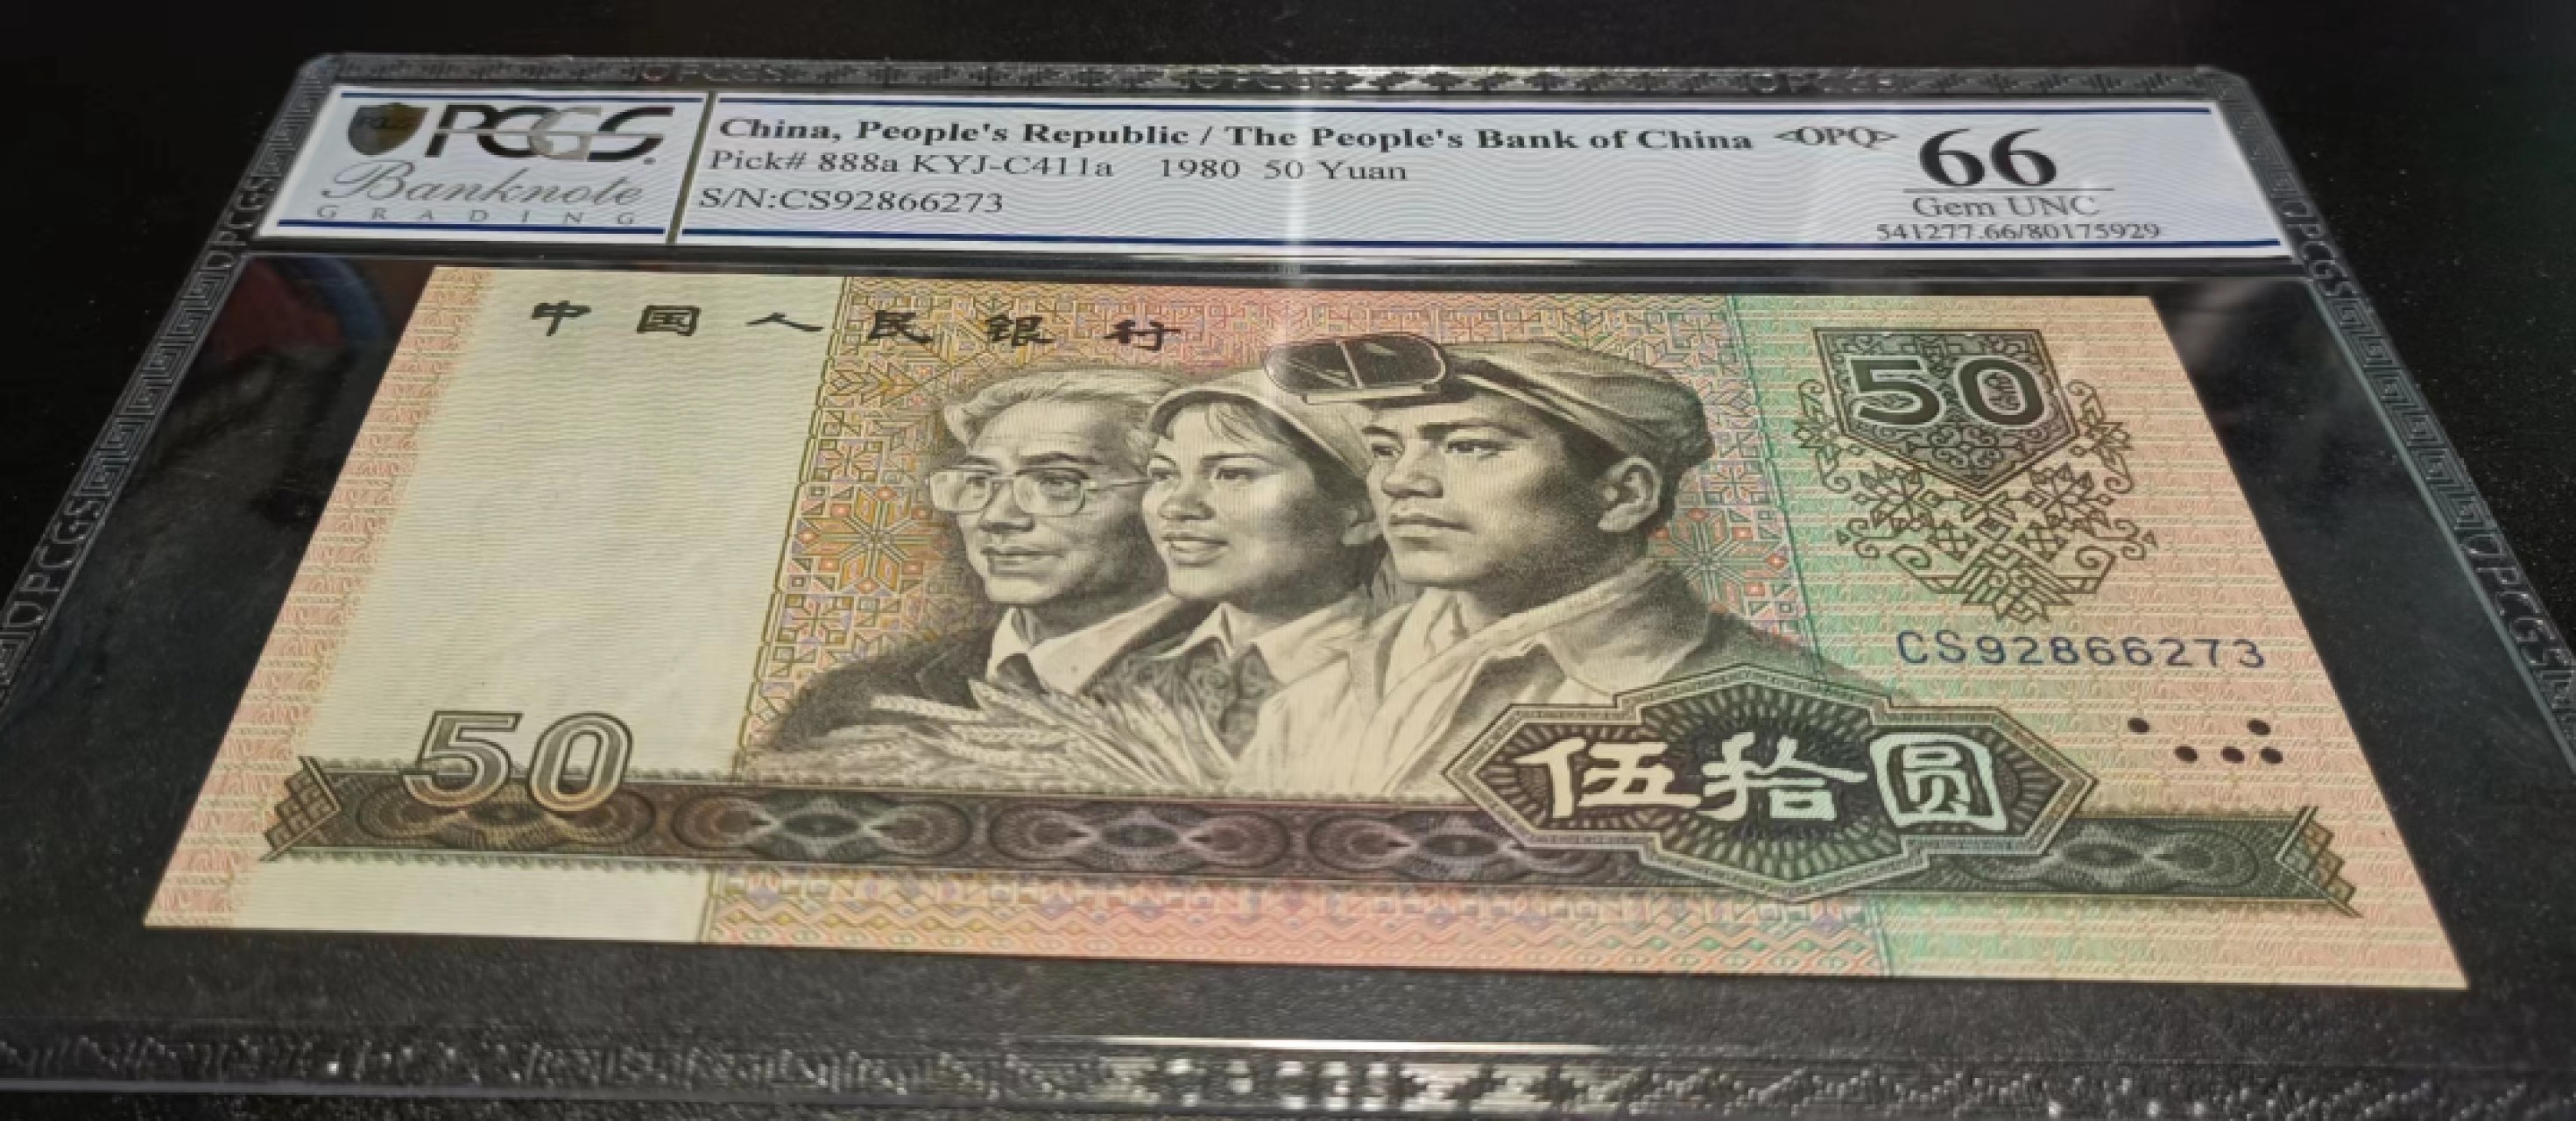 PCGS
Banknote
GRADING
China, People's Republic / The People's Bank of China <OPQ>
Pick# 888a KYJ-C411a 1980 50 Yuan
S/N:CS92866273
66
Gem UNC
541277.66/80175929
中国人民银行
50
CS92866273
50
伍拾圆